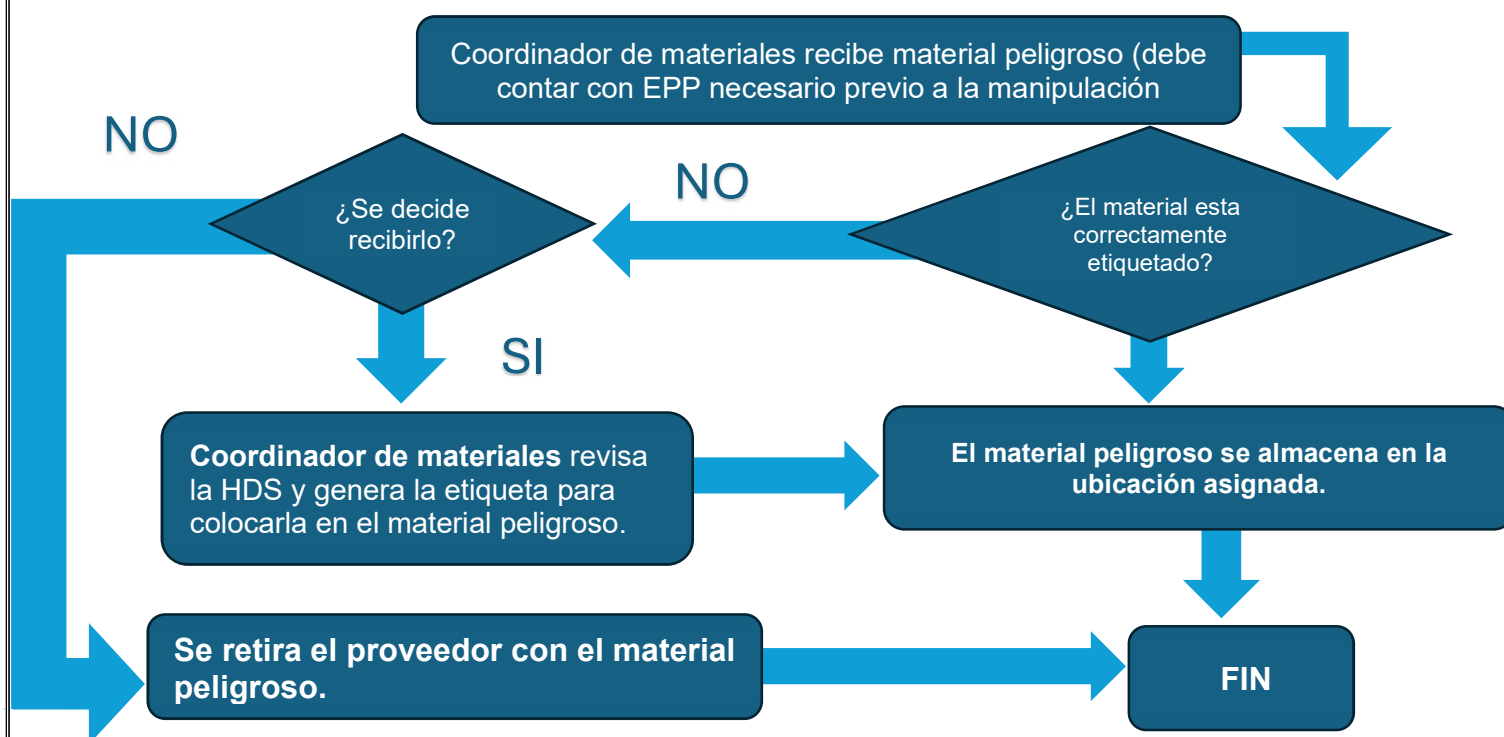 Coordinador de materiales recibe material peligroso (debe
contar con EPP necesario previo a la manipulación
NO
NO
¿Se decide
recibirlo?
¿El material esta
correctamente
etiquetado?
SI
Coordinador de materiales revisa
la HDS y genera la etiqueta para
colocarla en el material peligroso.
El material peligroso se almacena en la
ubicación asignada.
Se retira el proveedor con el material
peligroso.
FIN